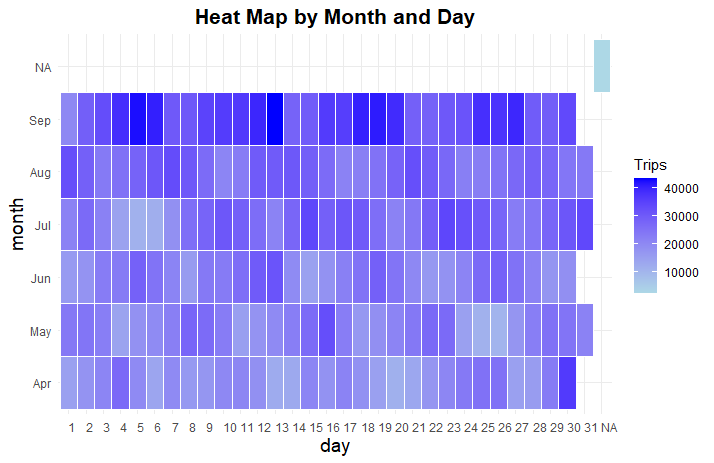 Heat Map by Month and Day
NA
Sep
Aug
Jul
Jun
May
Apr
month
1 2 3 4 5 6 7 8 9 10 11 12 13 14 15 16 17 18 19 20 21 22 23 24 25 26 27 28 29 30 31 NA
day
Trips
40000
30000
20000
10000